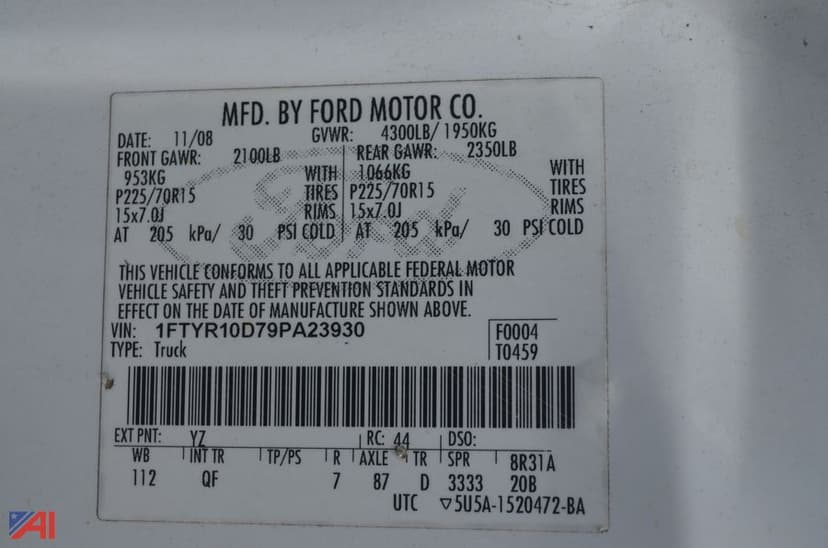 MFD. BY FORD MOTOR CO.
DATE: 11/08 GVWR: 4300LB/ 1950KG
FRONT GAWR: 2100LB REAR GAWR: 2350LB
953KG WITH 1066KG WITH
P225/70R15 TIRES P225/70R15 TIRES
15x7.0J RIMS 15x7.0J RIMS
AT 205 kPa/ 30 PSI COLD AT 205 kPa/ 30 PSI COLD
Ford
THIS VEHICLE CONFORMS TO ALL APPLICABLE FEDERAL MOTOR
VEHICLE SAFETY AND THEFT PREVENTION STANDARDS IN
EFFECT ON THE DATE OF MANUFACTURE SHOWN ABOVE.
VIN: 1FTYR10D79PA23930 F0004
TYPE: Truck T0459
EXT PNT: YZ RC: 44 DSO:
WB INT TR TP/PS R AXLE TR SPR 8R31A
112 QF 7 87 D 3333 20B
UTC ▽5U5A-1520472-BA
AI